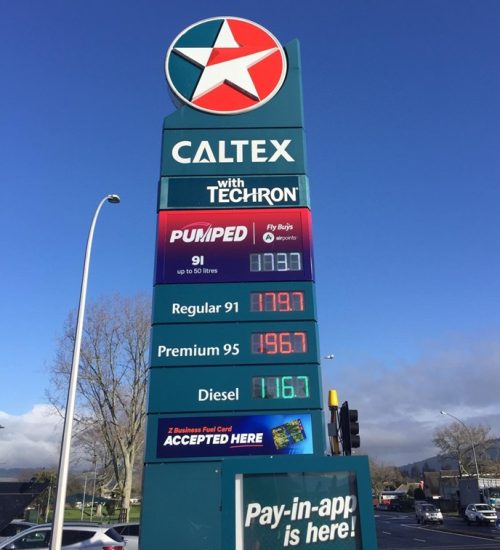 CALTEX
with
TECHRON
PUMPED
Fly Buys
airpoints
91
up to 50 litres
173.7
Regular 91 179.7
Premium 95 196.7
Diesel 116.7
Z Business Fuel Card
ACCEPTED HERE
Pay-in-app
is here!